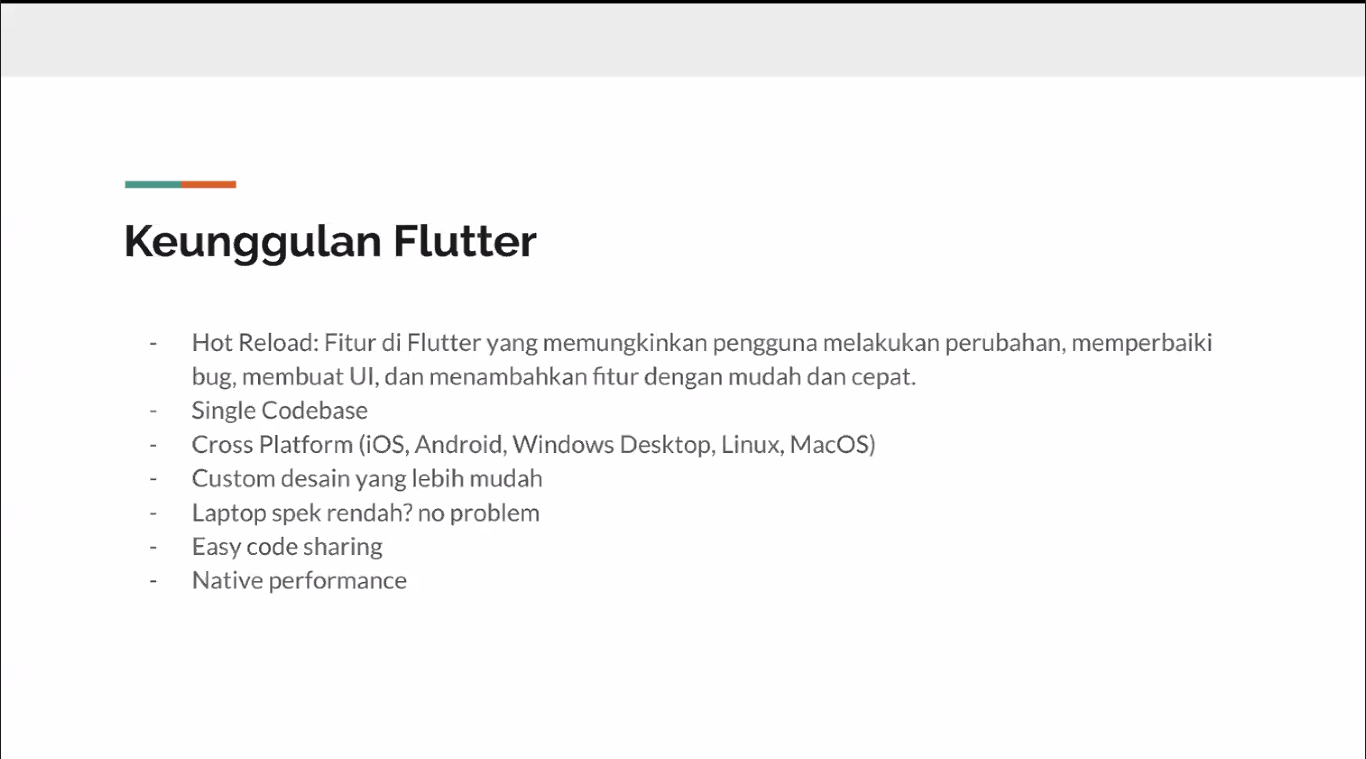 Keunggulan Flutter
- Hot Reload: Fitur di Flutter yang memungkinkan pengguna melakukan perubahan, memperbaiki
bug, membuat UI, dan menambahkan fitur dengan mudah dan cepat.
- Single Codebase
- Cross Platform (iOS, Android, Windows Desktop, Linux, MacOS)
- Custom desain yang lebih mudah
- Laptop spek rendah? no problem
- Easy code sharing
- Native performance